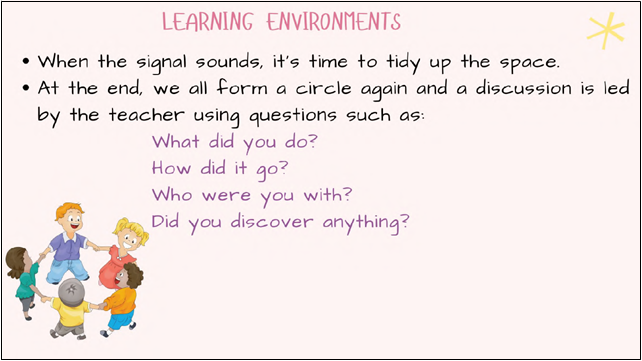 LEARNING ENVIRONMENTS
• When the signal sounds, it's time to tidy up the space.
• At the end, we all form a circle again and a discussion is led
by the teacher using questions such as:
What did you do?
How did it go?
Who were you with?
Did you discover anything?